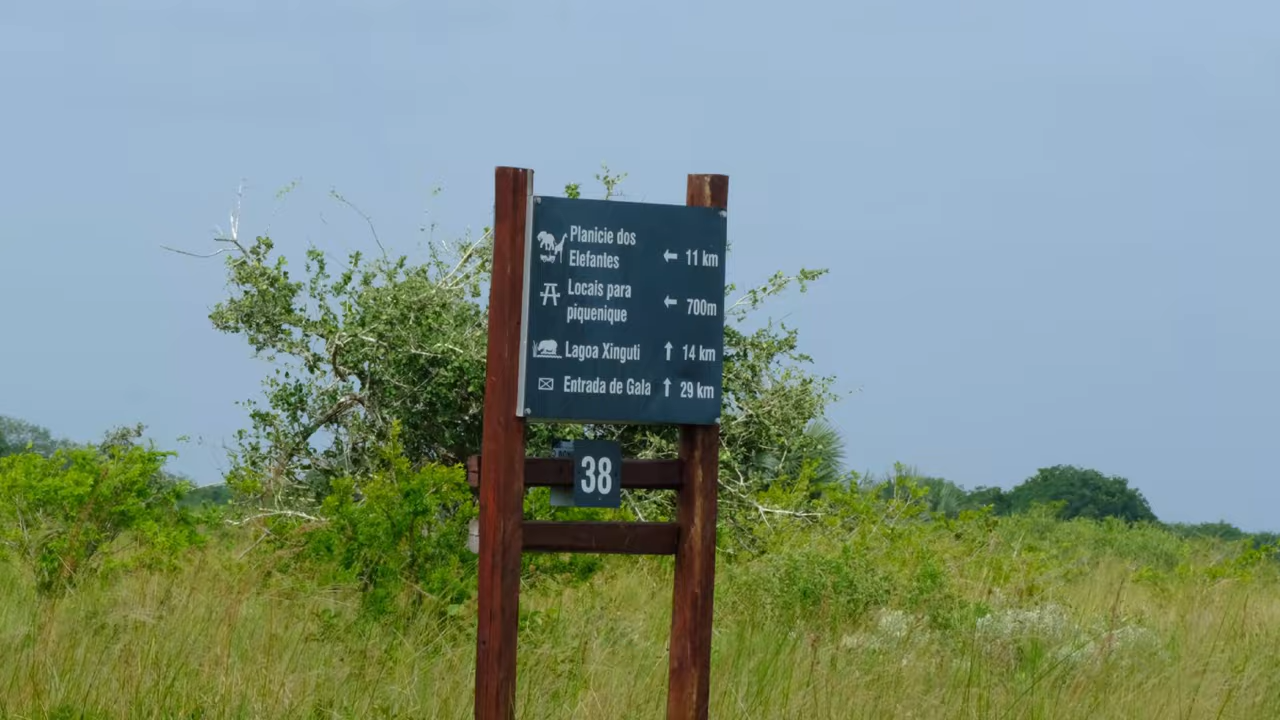 Planicie dos
Elefantes ← 11 km
Locais para
piquenique ← 700m
Lagoa Xinguti ↑ 14 km
Entrada de Gala ↑ 29 km
38